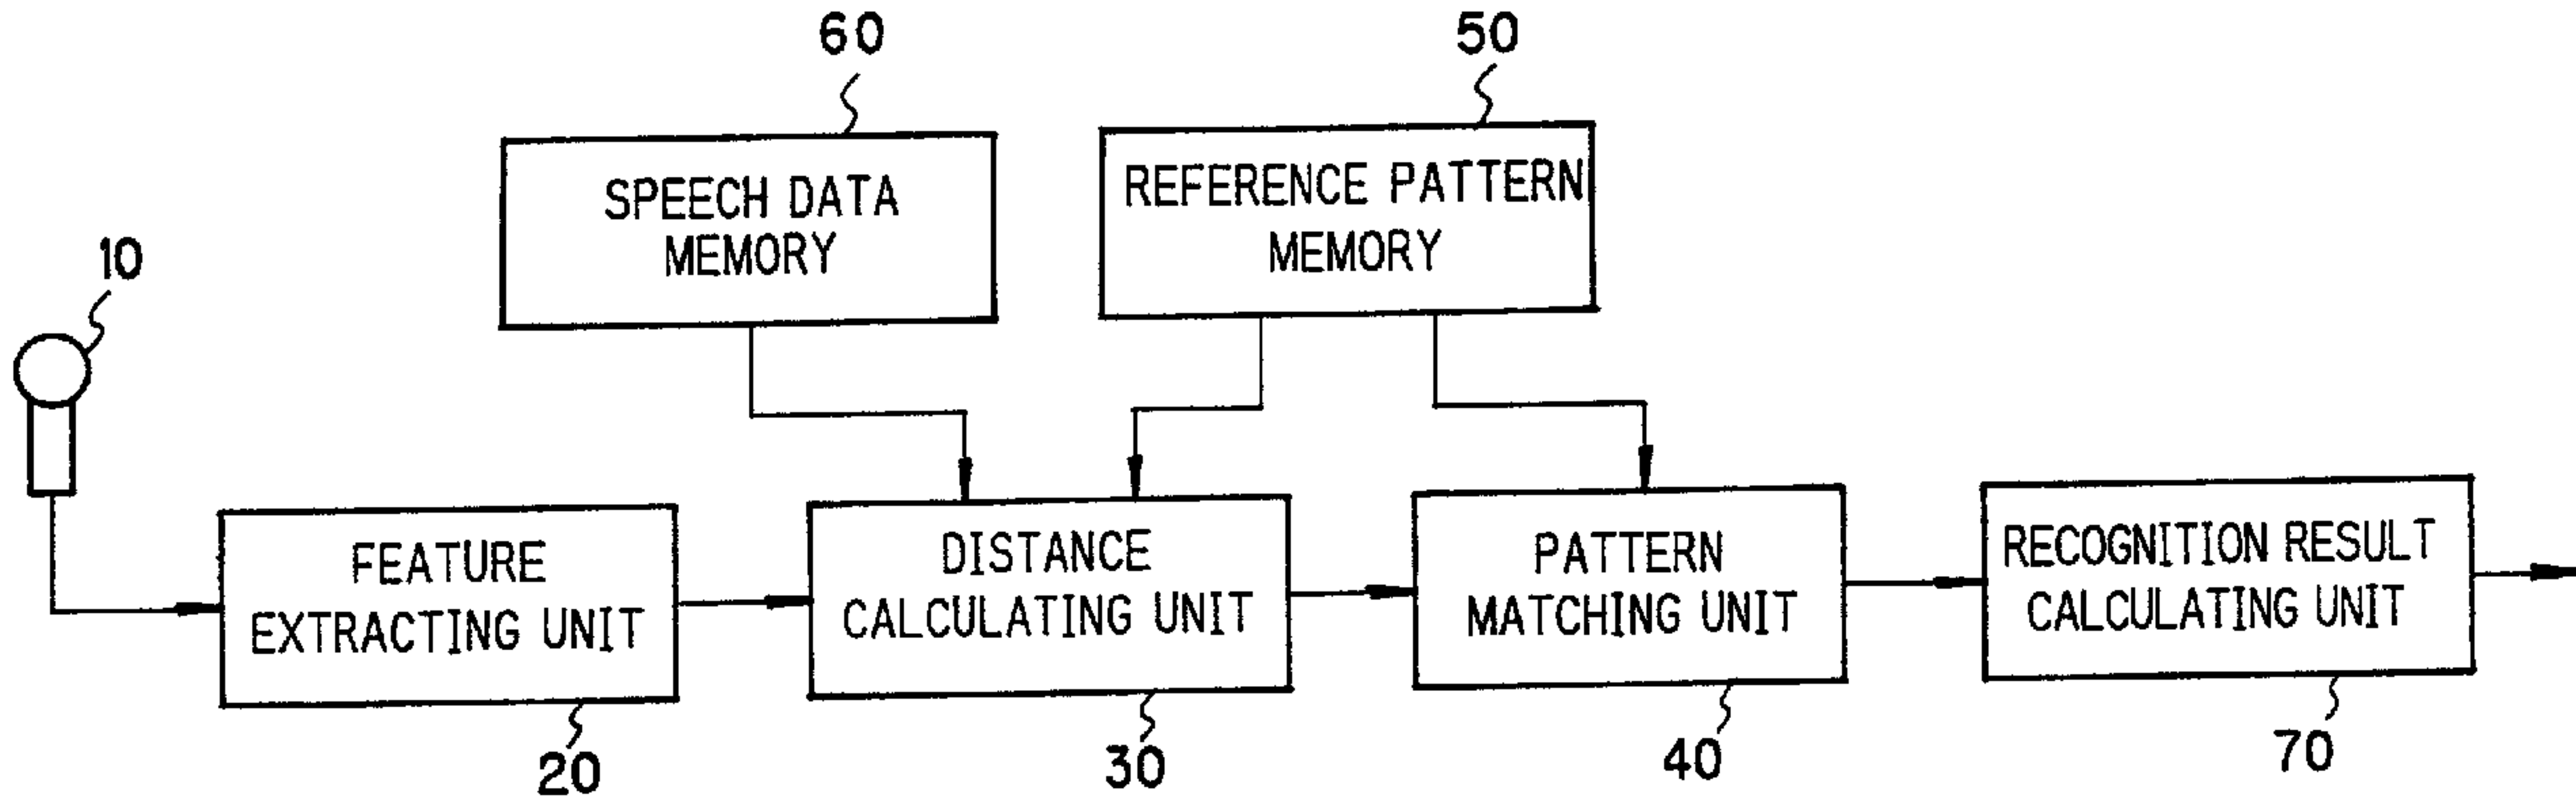 60
50
SPEECH DATA
MEMORY
REFERENCE PATTERN
MEMORY
10
FEATURE
EXTRACTING UNIT
DISTANCE
CALCULATING UNIT
PATTERN
MATCHING UNIT
RECOGNITION RESULT
CALCULATING UNIT
20
30
40
70